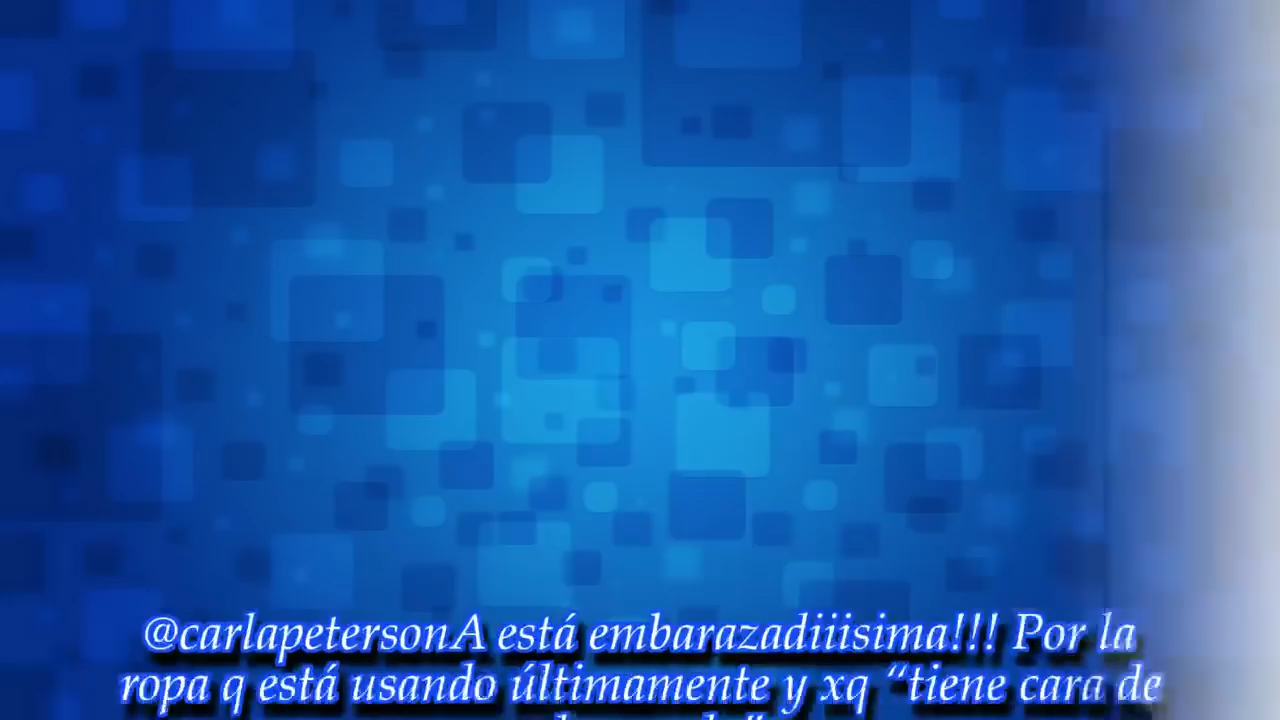 @carlapetersonA está embarazadiiisima!!! Por la
ropa q está usando últimamente y xq “tiene cara de